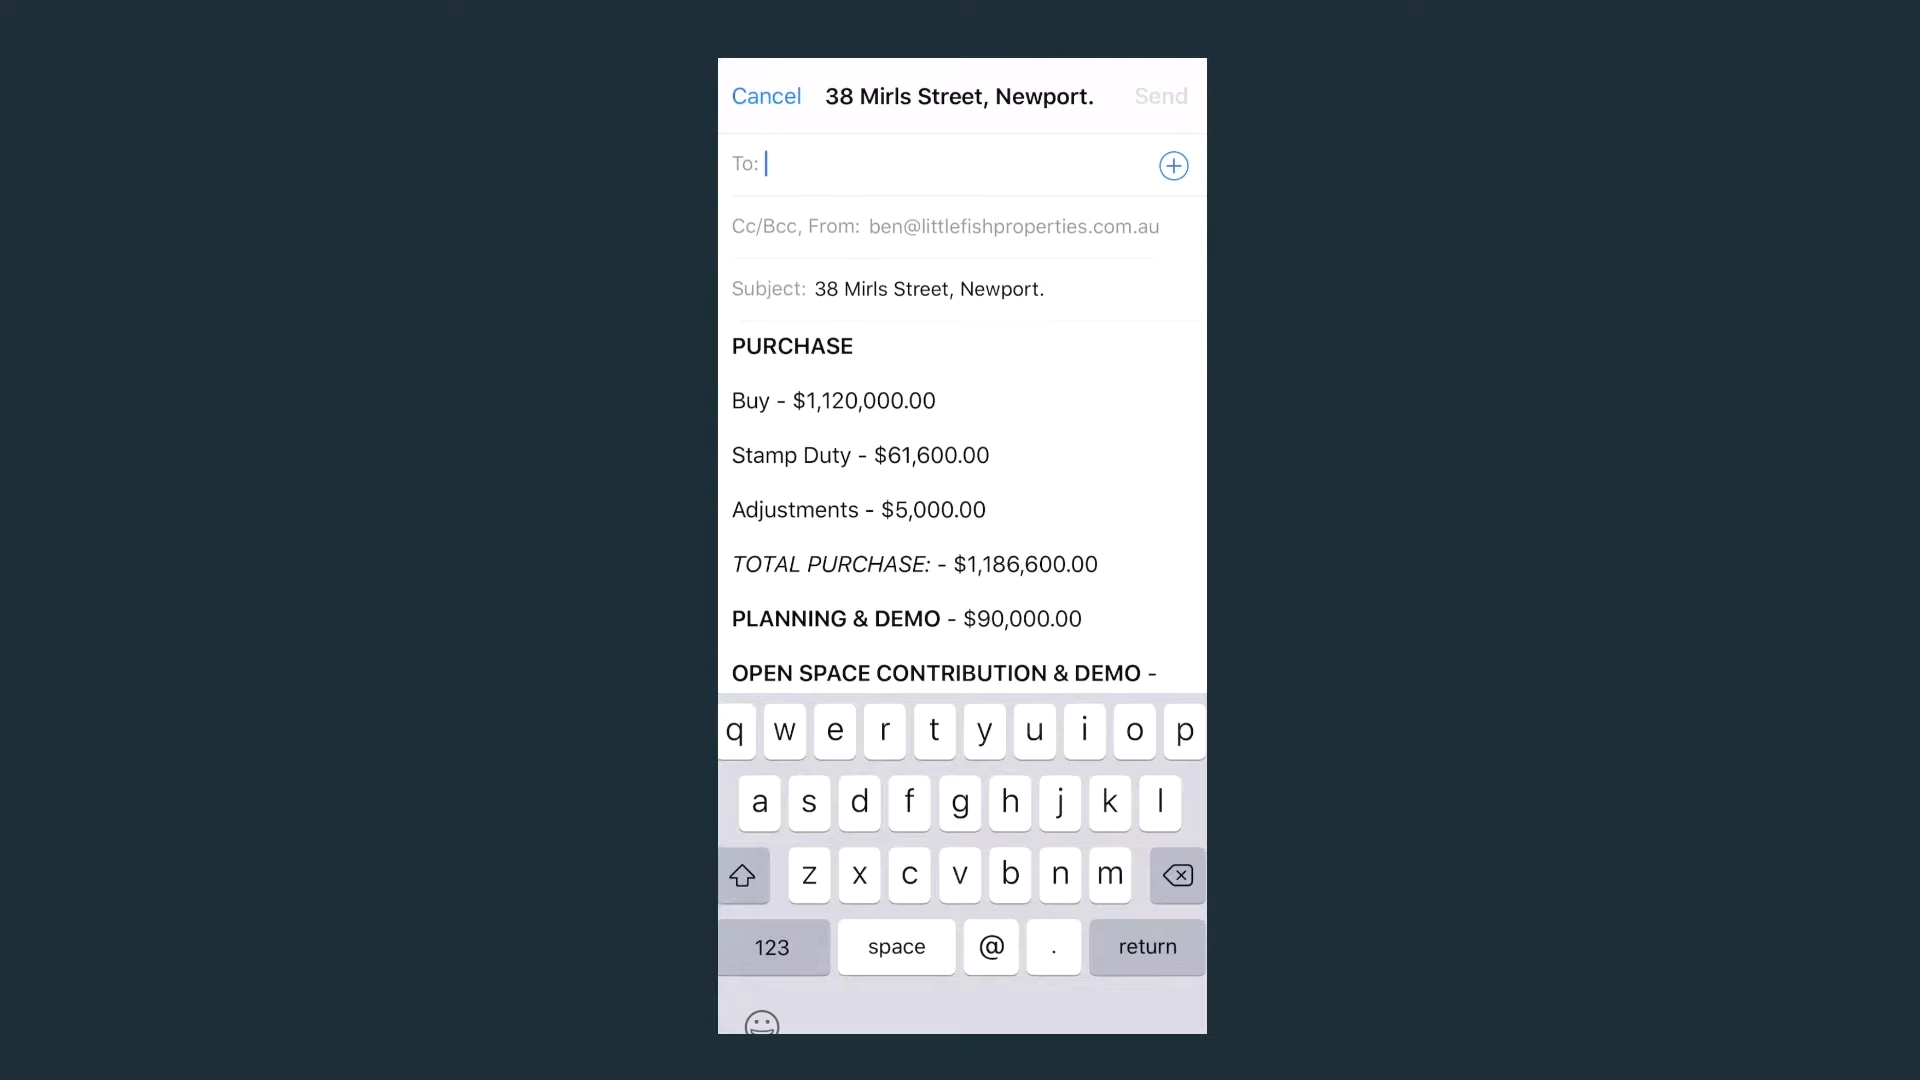 Cancel 38 Mirls Street, Newport. Send
To:
Cc/Bcc, From: ben@littlefishproperties.com.au
Subject: 38 Mirls Street, Newport.
PURCHASE
Buy - $1,120,000.00
Stamp Duty - $61,600.00
Adjustments - $5,000.00
TOTAL PURCHASE: - $1,186,600.00
PLANNING & DEMO - $90,000.00
OPEN SPACE CONTRIBUTION & DEMO -
q w e r t y u i o p
a s d f g h j k l
z x c v b n m
123 space @ . return